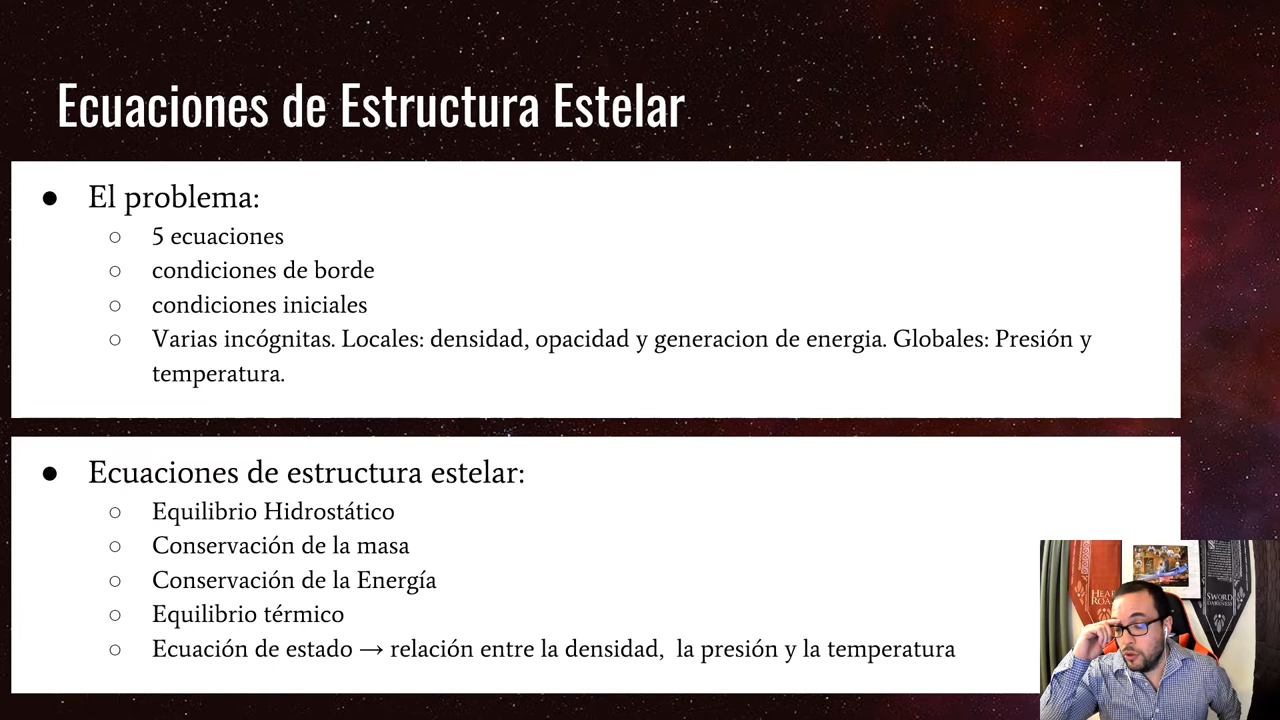 Ecuaciones de Estructura Estelar
● El problema:
○ 5 ecuaciones
○ condiciones de borde
○ condiciones iniciales
○ Varias incógnitas. Locales: densidad, opacidad y generacion de energia. Globales: Presión y
temperatura.
● Ecuaciones de estructura estelar:
○ Equilibrio Hidrostático
○ Conservación de la masa
○ Conservación de la Energía
○ Equilibrio térmico
○ Ecuación de estado → relación entre la densidad, la presión y la temperatura
SWORD
DARKNESS